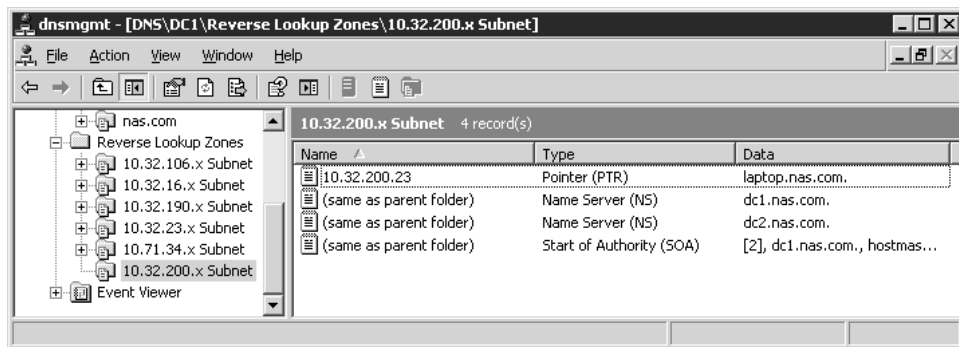 dnsmgmt - [DNS\DC1\Reverse Lookup Zones\10.32.200.x Subnet]
File Action View Window Help
nas.com
Reverse Lookup Zones
10.32.106.x Subnet
10.32.16.x Subnet
10.32.190.x Subnet
10.32.23.x Subnet
10.71.34.x Subnet
10.32.200.x Subnet
Event Viewer
10.32.200.x Subnet 4 record(s)
Name Type Data
10.32.200.23 Pointer (PTR) laptop.nas.com.
(same as parent folder) Name Server (NS) dc1.nas.com.
(same as parent folder) Name Server (NS) dc2.nas.com.
(same as parent folder) Start of Authority (SOA) [2], dc1.nas.com., hostmas...